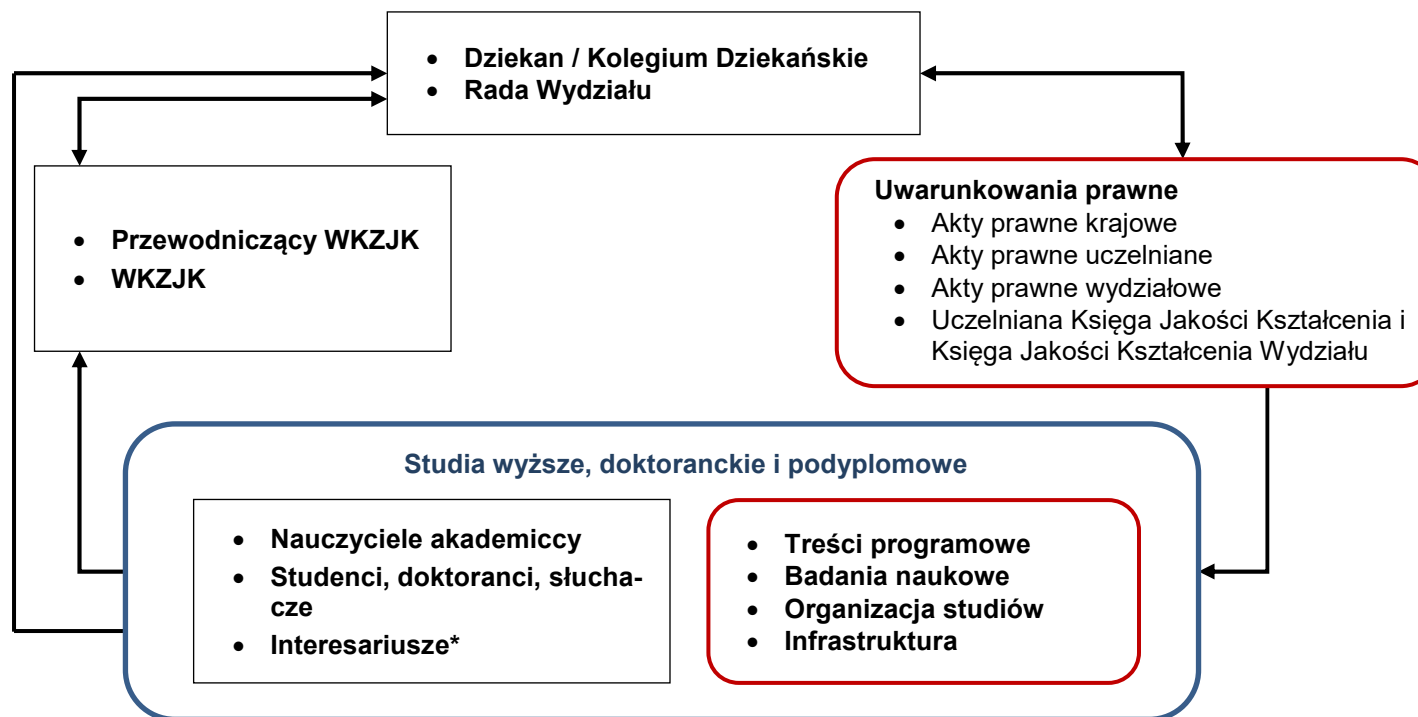 • Dziekan / Kolegium Dziekańskie
• Rada Wydziału
• Przewodniczący WKZJK
• WKZJK
Uwarunkowania prawne
• Akty prawne krajowe
• Akty prawne uczelniane
• Akty prawne wydziałowe
• Uczelniana Księga Jakości Kształcenia i
Księga Jakości Kształcenia Wydziału
Studia wyższe, doktoranckie i podyplomowe
• Nauczyciele akademiccy
• Studenci, doktoranci, słucha-
cze
• Interesariusze*
• Treści programowe
• Badania naukowe
• Organizacja studiów
• Infrastruktura